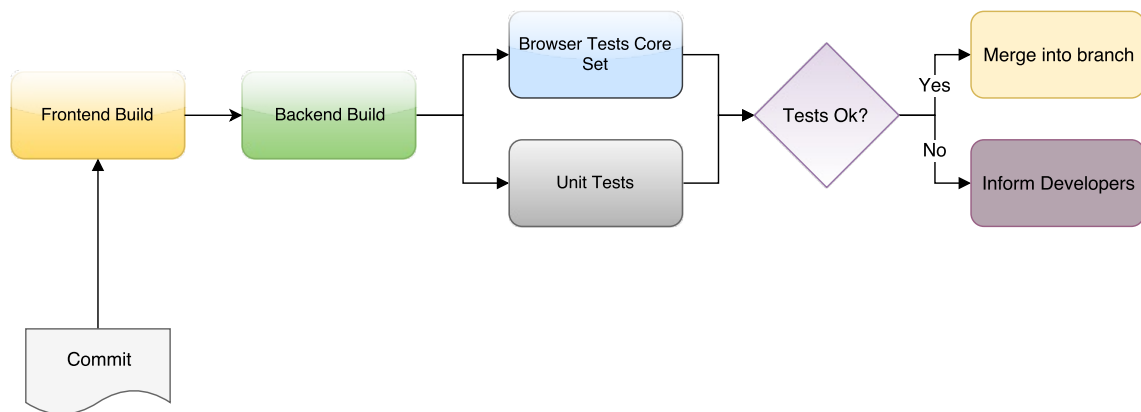 Frontend Build
Backend Build
Browser Tests Core
Set
Unit Tests
Tests Ok?
Yes
No
Merge into branch
Inform Developers
Commit